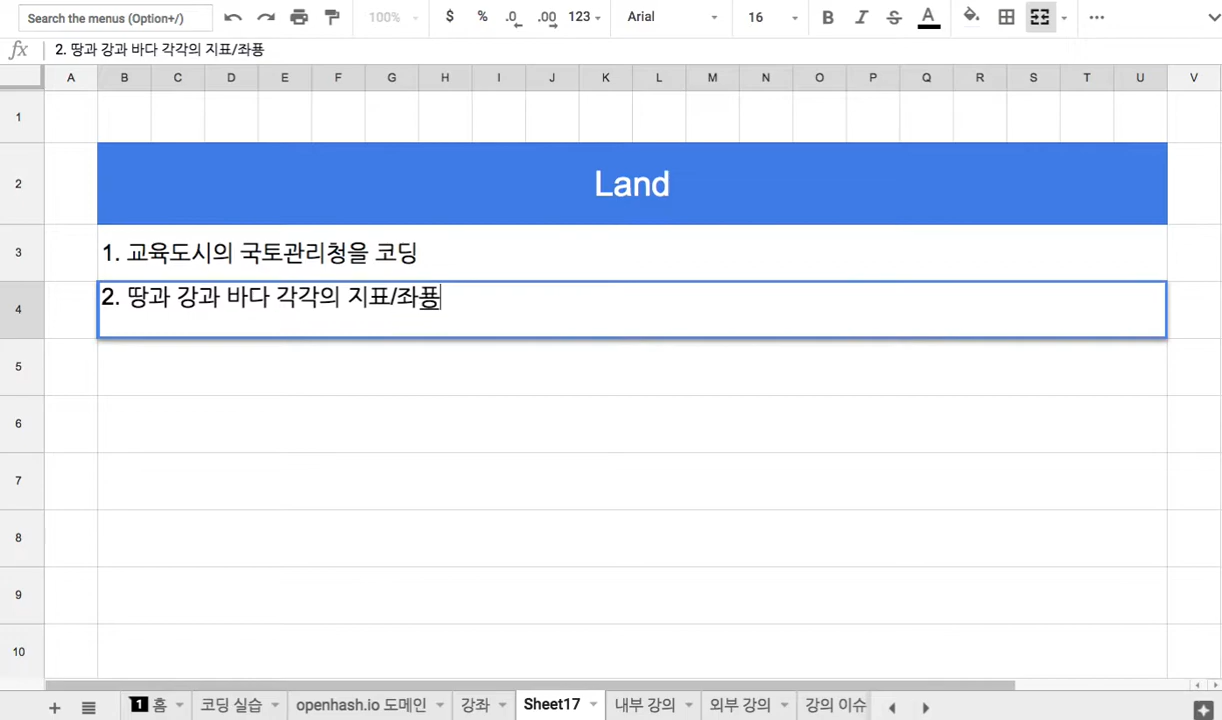 Search the menus (Option+/)
100%
$ % .0 .00 123
Arial
16
B I S A
fx 2. 땅과 강과 바다 각각의 지표/좌푱
A B C D E F G H I J K L M N O P Q R S T U V
1
2 Land
3 1. 교육도시의 국토관리청을 코딩
4 2. 땅과 강과 바다 각각의 지표/좌푱
5
6
7
8
9
10
1 홈 코딩 실습 openhash.io 도메인 강좌 Sheet17 내부 강의 외부 강의 강의 이슈